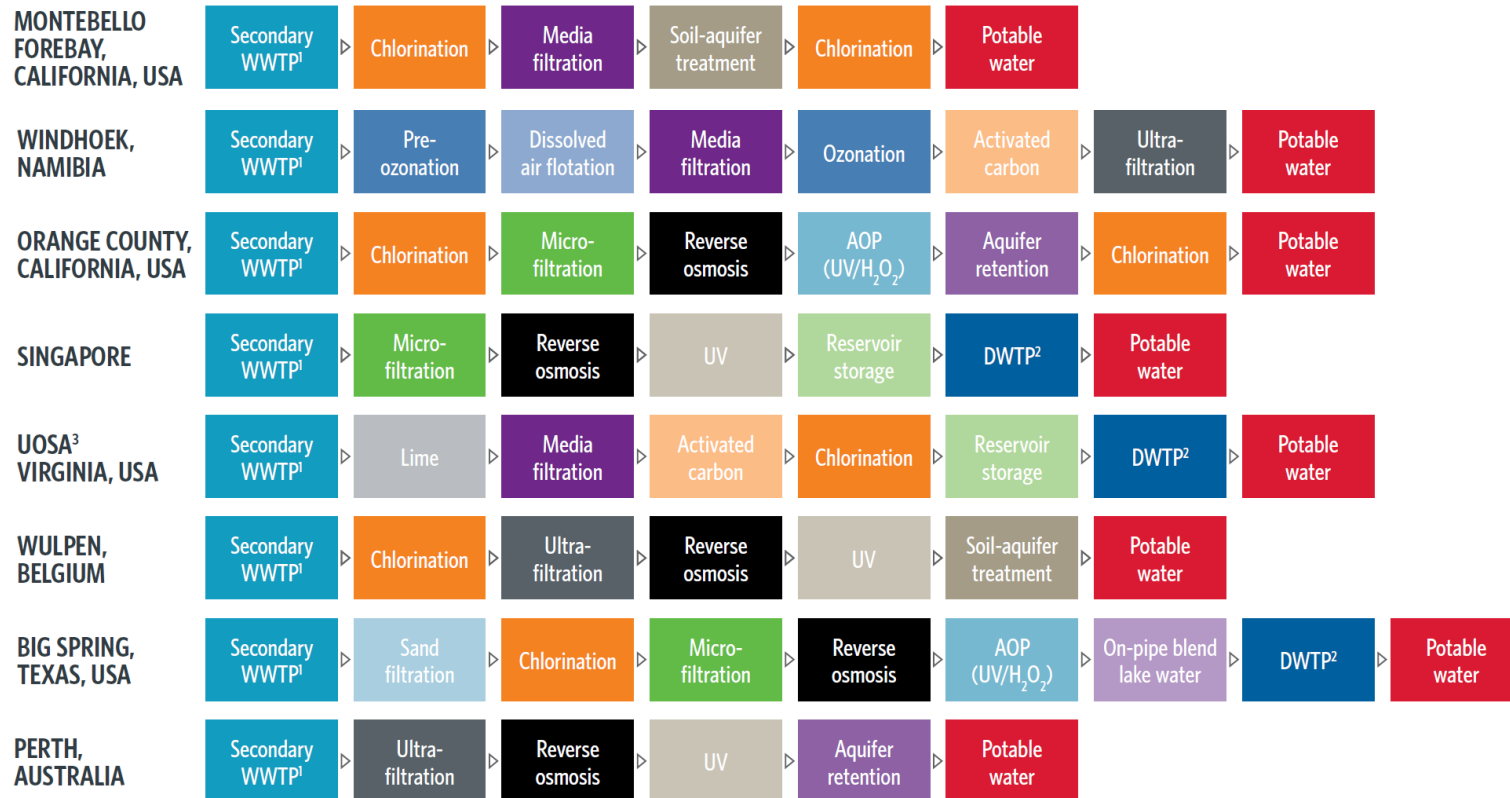 MONTEBELLO
FOREBAY,
CALIFORNIA, USA
Secondary
WWTP¹
Chlorination
Media
filtration
Soil-aquifer
treatment
Chlorination
Potable
water
WINDHOEK,
NAMIBIA
Secondary
WWTP¹
Pre-
ozonation
Dissolved
air flotation
Media
filtration
Ozonation
Activated
carbon
Ultra-
filtration
Potable
water
ORANGE COUNTY,
CALIFORNIA, USA
Secondary
WWTP¹
Chlorination
Micro-
filtration
Reverse
osmosis
AOP
(UV/H₂O₂)
Aquifer
retention
Chlorination
Potable
water
SINGAPORE
Secondary
WWTP¹
Micro-
filtration
Reverse
osmosis
UV
Reservoir
storage
DWTP²
Potable
water
UOSA³
VIRGINIA, USA
Secondary
WWTP¹
Lime
Media
filtration
Activated
carbon
Chlorination
Reservoir
storage
DWTP²
Potable
water
WULPEN,
BELGIUM
Secondary
WWTP¹
Chlorination
Ultra-
filtration
Reverse
osmosis
UV
Soil-aquifer
treatment
Potable
water
BIG SPRING,
TEXAS, USA
Secondary
WWTP¹
Sand
filtration
Chlorination
Micro-
filtration
Reverse
osmosis
AOP
(UV/H₂O₂)
On-pipe blend
lake water
DWTP²
Potable
water
PERTH,
AUSTRALIA
Secondary
WWTP¹
Ultra-
filtration
Reverse
osmosis
UV
Aquifer
retention
Potable
water